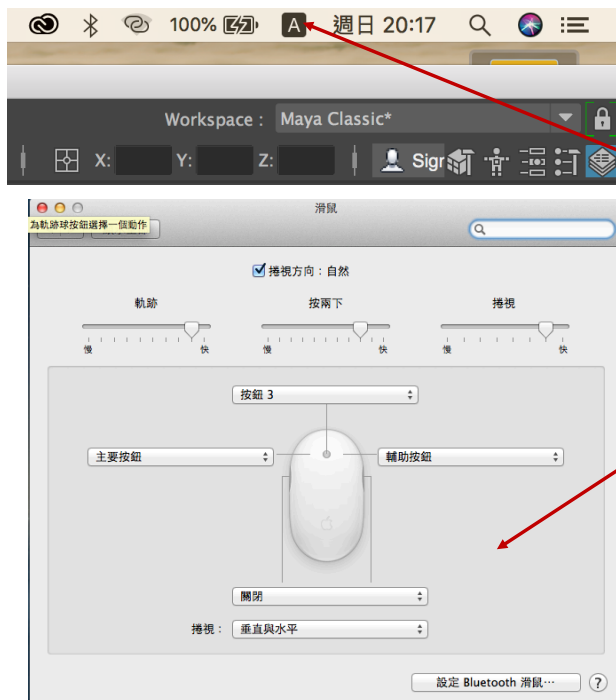 100% A 週日 20:17
Workspace : Maya Classic*
X: Y: Z: Sigr
滑鼠
為軌跡球按鈕選擇一個動作
捲視方向：自然
軌跡 按兩下 捲視
慢 快 慢 快 慢 快
按鈕 3
主要按鈕 輔助按鈕
關閉
捲視： 垂直與水平
設定 Bluetooth 滑鼠… ?